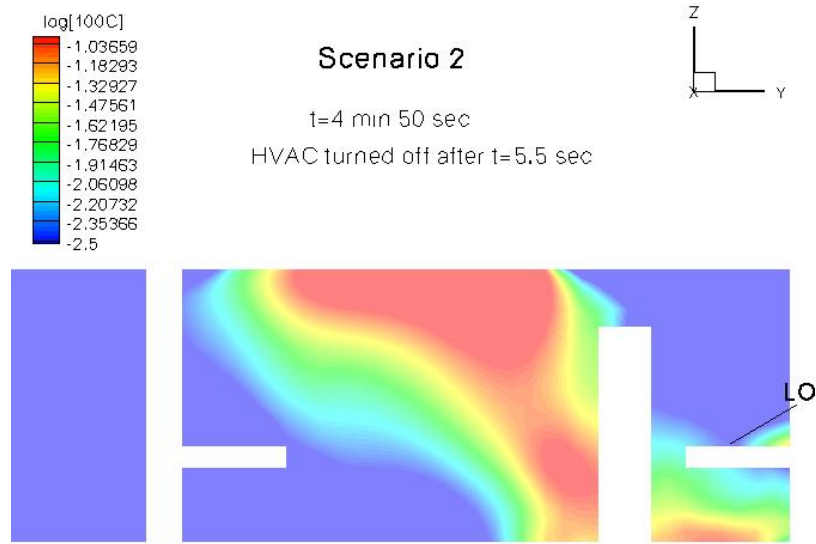 log[100C]
-1.03659
-1.18293
-1.32927
-1.47561
-1.62195
-1.76829
-1.91463
-2.06098
-2.20732
-2.35366
-2.5
Scenario 2
t=4 min 50 sec
HVAC turned off after t=5.5 sec
Z
X
Y
LO